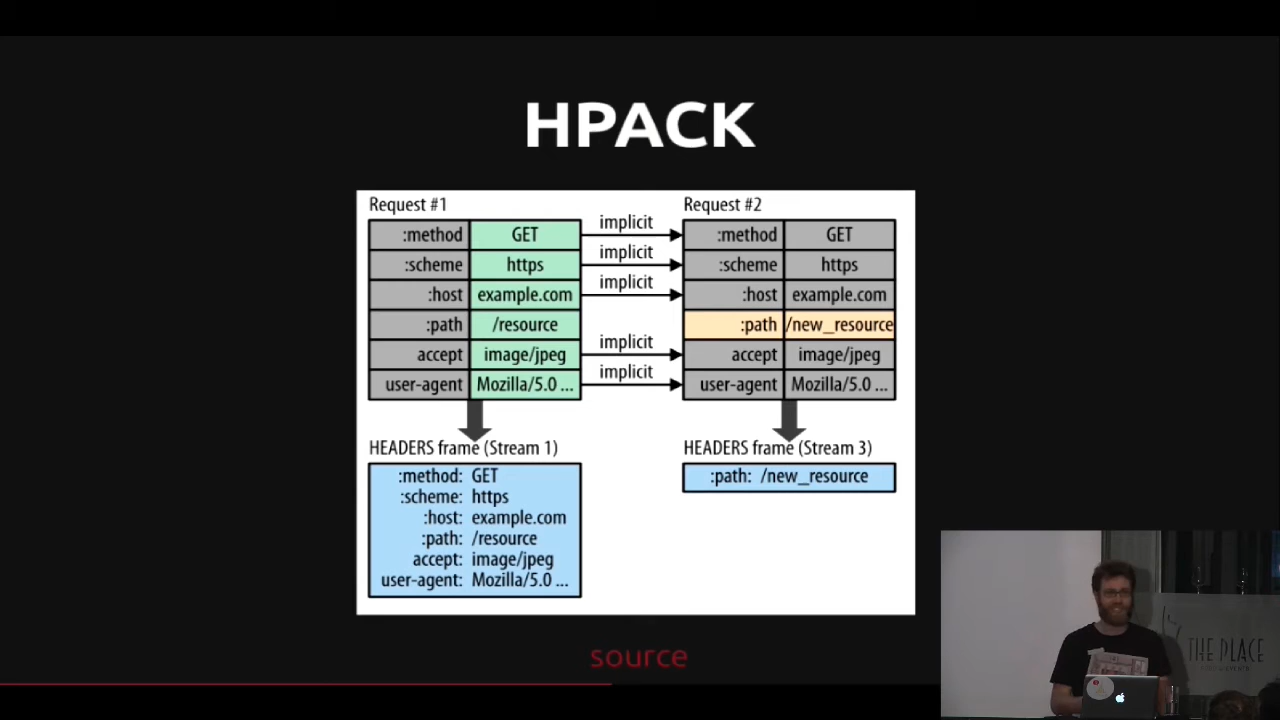 HPACK
Request #1
Request #2
:method GET implicit :method GET
:scheme https implicit :scheme https
:host example.com implicit :host example.com
:path /resource :path /new_resource
accept image/jpeg implicit accept image/jpeg
user-agent Mozilla/5.0 ... implicit user-agent Mozilla/5.0 ...
HEADERS frame (Stream 1)
:method: GET
:scheme: https
:host: example.com
:path: /resource
accept: image/jpeg
user-agent: Mozilla/5.0 ...
HEADERS frame (Stream 3)
:path: /new_resource
source
THE PLACE